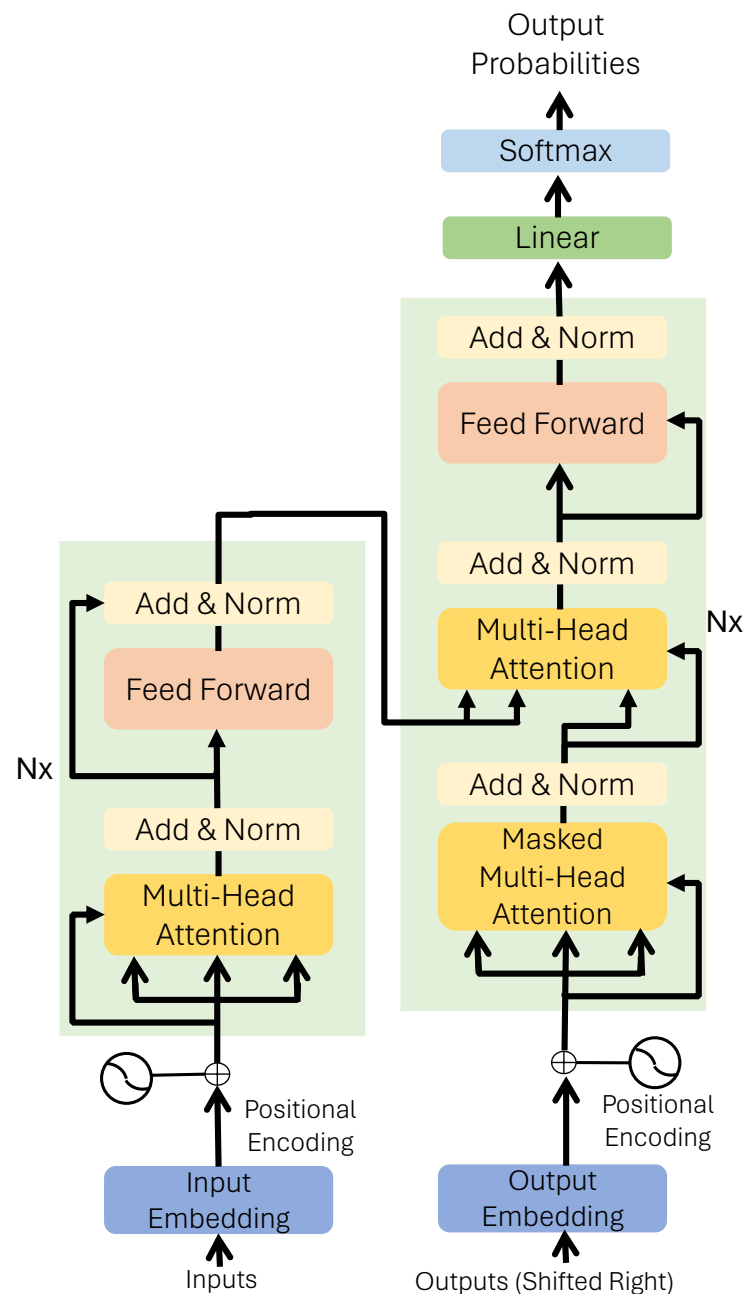 Output
Probabilities
Softmax
Linear
Add & Norm
Feed Forward
Add & Norm
Multi-Head
Attention
Nx
Add & Norm
Masked
Multi-Head
Attention
Positional
Encoding
Output
Embedding
Outputs (Shifted Right)
Add & Norm
Feed Forward
Nx
Add & Norm
Multi-Head
Attention
Positional
Encoding
Input
Embedding
Inputs